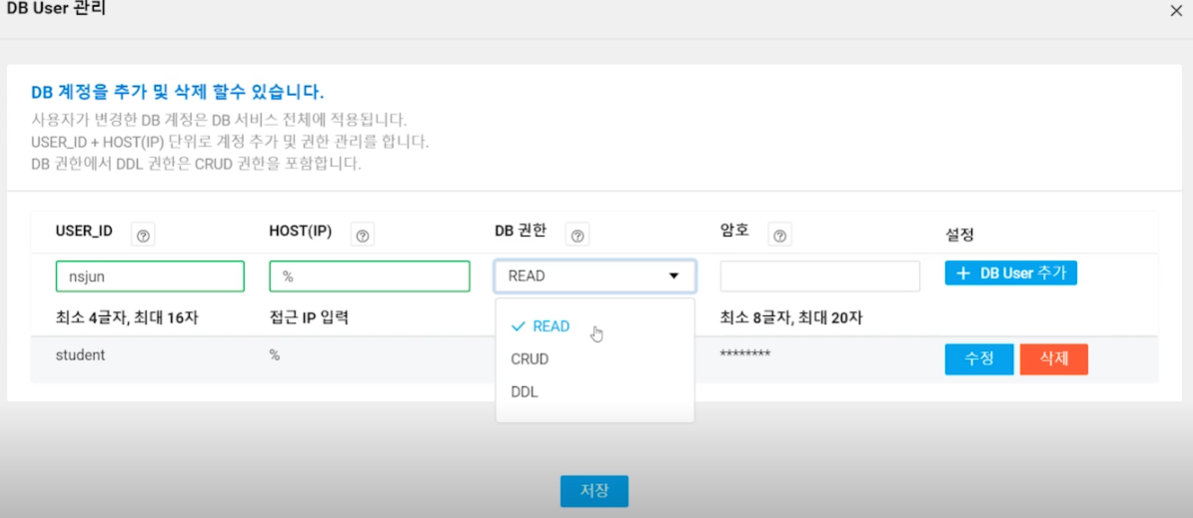 DB User 관리
DB 계정을 추가 및 삭제 할수 있습니다.
사용자가 변경한 DB 계정은 DB 서비스 전체에 적용됩니다.
USER_ID + HOST(IP) 단위로 계정 추가 및 권한 관리를 합니다.
DB 권한에서 DDL 권한은 CRUD 권한을 포함합니다.
USER_ID ? HOST(IP) ? DB 권한 ? 암호 ? 설정
nsjun % READ + DB User 추가
최소 4글자, 최대 16자 접근 IP 입력 최소 8글자, 최대 20자
READ
student % ******** 수정 삭제
CRUD
DDL
저장